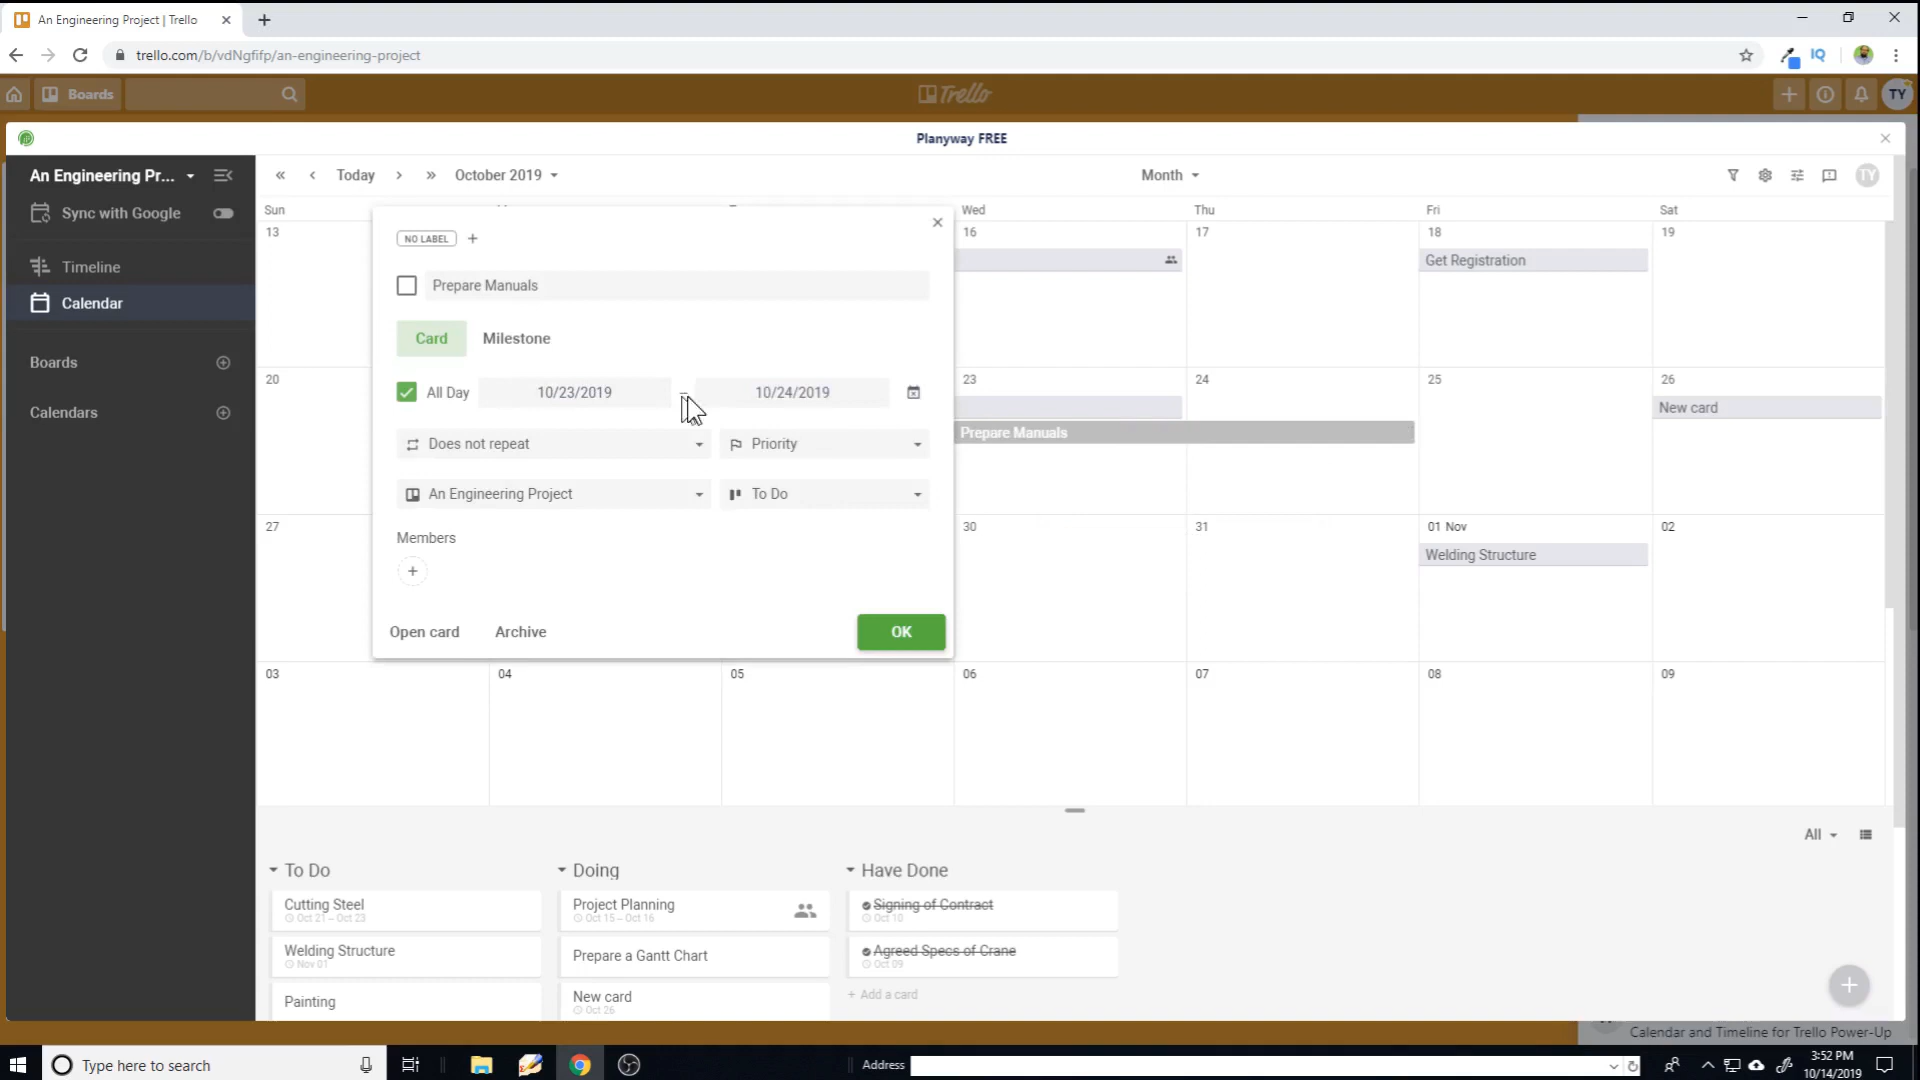 An Engineering Project | Trello
trello.com/b/vdNgfifp/an-engineering-project
IQ
Boards
Trello
TY
Planyway FREE
An Engineering Pr...
Sync with Google
Timeline
Calendar
Boards
Calendars
Today
October 2019
Month
TY
Sun
Wed
Thu
Fri
Sat
13
16
17
18
19
Get Registration
20
23
24
25
26
New card
Prepare Manuals
27
30
31
01 Nov
02
Welding Structure
03
04
05
06
07
08
09
NO LABEL
Prepare Manuals
Card
Milestone
All Day
10/23/2019
–
10/24/2019
Does not repeat
Priority
An Engineering Project
To Do
Members
Open card
Archive
OK
All
To Do
Cutting Steel
Oct 21 – Oct 23
Welding Structure
Nov 01
Painting
Doing
Project Planning
Oct 15 – Oct 16
Prepare a Gantt Chart
New card
Oct 26
Have Done
Signing of Contract
Oct 10
Agreed Specs of Crane
Oct 09
+ Add a card
Calendar and Timeline for Trello Power-Up
Type here to search
Address
3:52 PM
10/14/2019